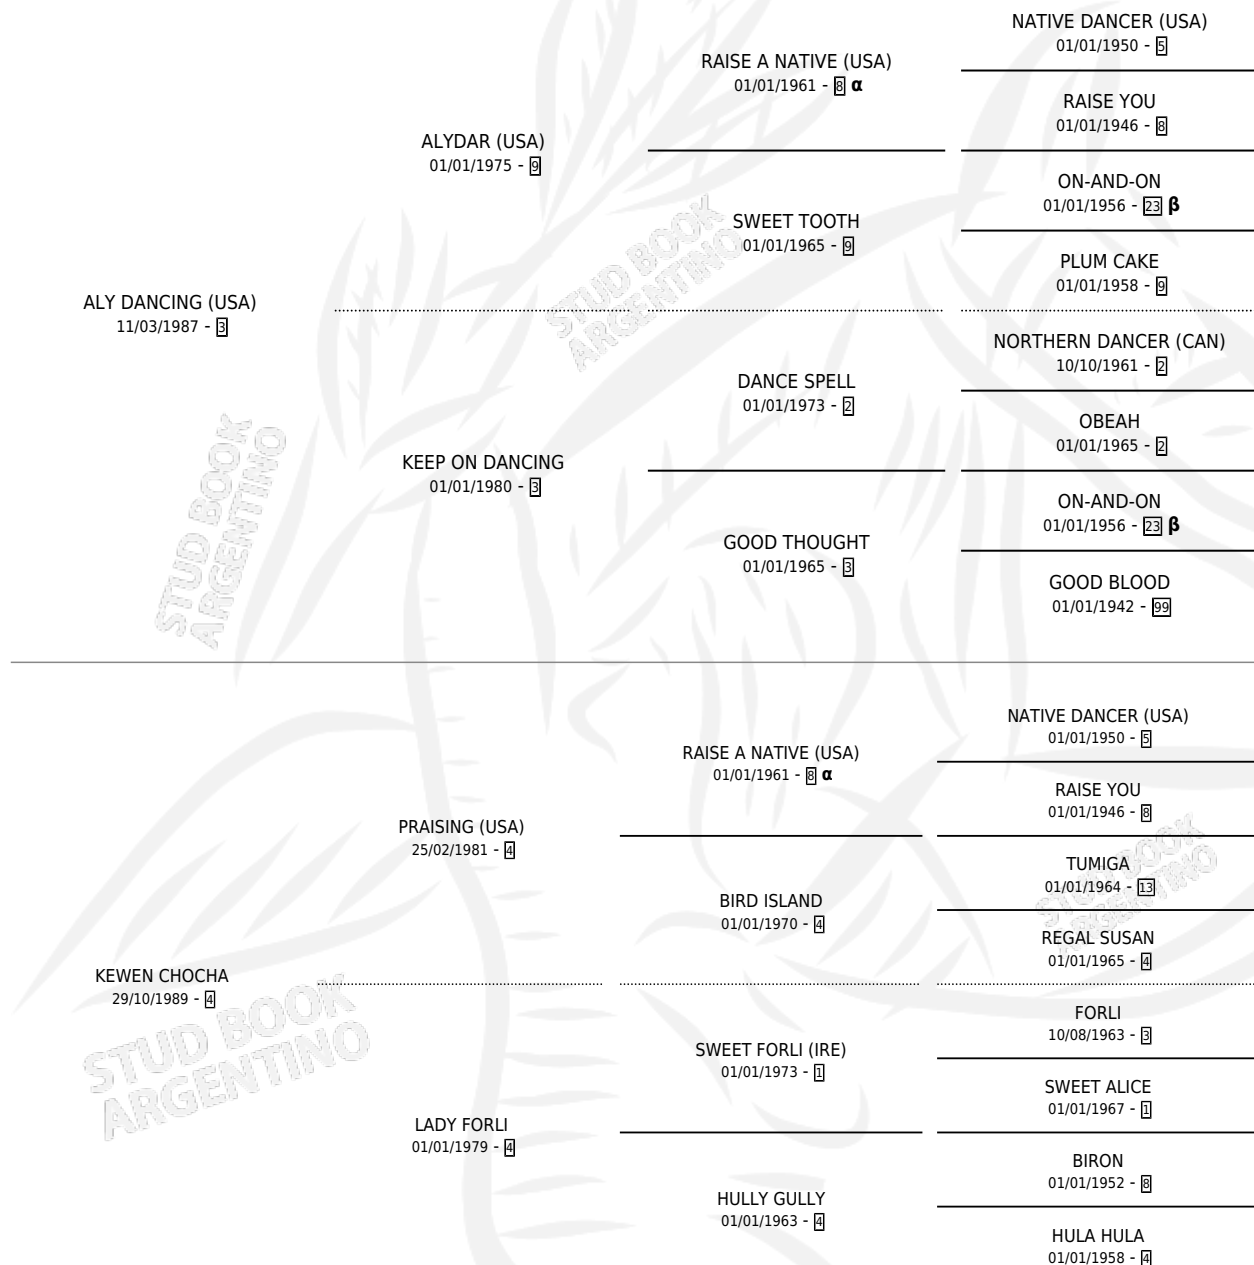 NATIVE DANCER (USA)
01/01/1950 - 5
RAISE A NATIVE (USA)
01/01/1961 - 8 α
RAISE YOU
01/01/1946 - 8
ALYDAR (USA)
01/01/1975 - 9
ON-AND-ON
01/01/1956 - 23 β
SWEET TOOTH
01/01/1965 - 9
PLUM CAKE
01/01/1958 - 9
ALY DANCING (USA)
11/03/1987 - 3
STUD BOOK
ARGENTINO
NORTHERN DANCER (CAN)
10/10/1961 - 2
DANCE SPELL
01/01/1973 - 2
OBEAH
01/01/1965 - 2
KEEP ON DANCING
01/01/1980 - 3
STUD BOOK
ARGENTINO
ON-AND-ON
01/01/1956 - 23 β
GOOD THOUGHT
01/01/1965 - 3
GOOD BLOOD
01/01/1942 - 99
NATIVE DANCER (USA)
01/01/1950 - 5
RAISE A NATIVE (USA)
01/01/1961 - 8 α
RAISE YOU
01/01/1946 - 8
PRAISING (USA)
25/02/1981 - 4
STUD BOOK
ARGENTINO
TUMIGA
01/01/1964 - 13
BIRD ISLAND
01/01/1970 - 4
REGAL SUSAN
01/01/1965 - 4
KEWEN CHOCHA
29/10/1989 - 4
STUD BOOK
ARGENTINO
FORLI
10/08/1963 - 3
SWEET FORLI (IRE)
01/01/1973 - 1
SWEET ALICE
01/01/1967 - 1
LADY FORLI
01/01/1979 - 4
BIRON
01/01/1952 - 8
HULLY GULLY
01/01/1963 - 4
HULA HULA
01/01/1958 - 4